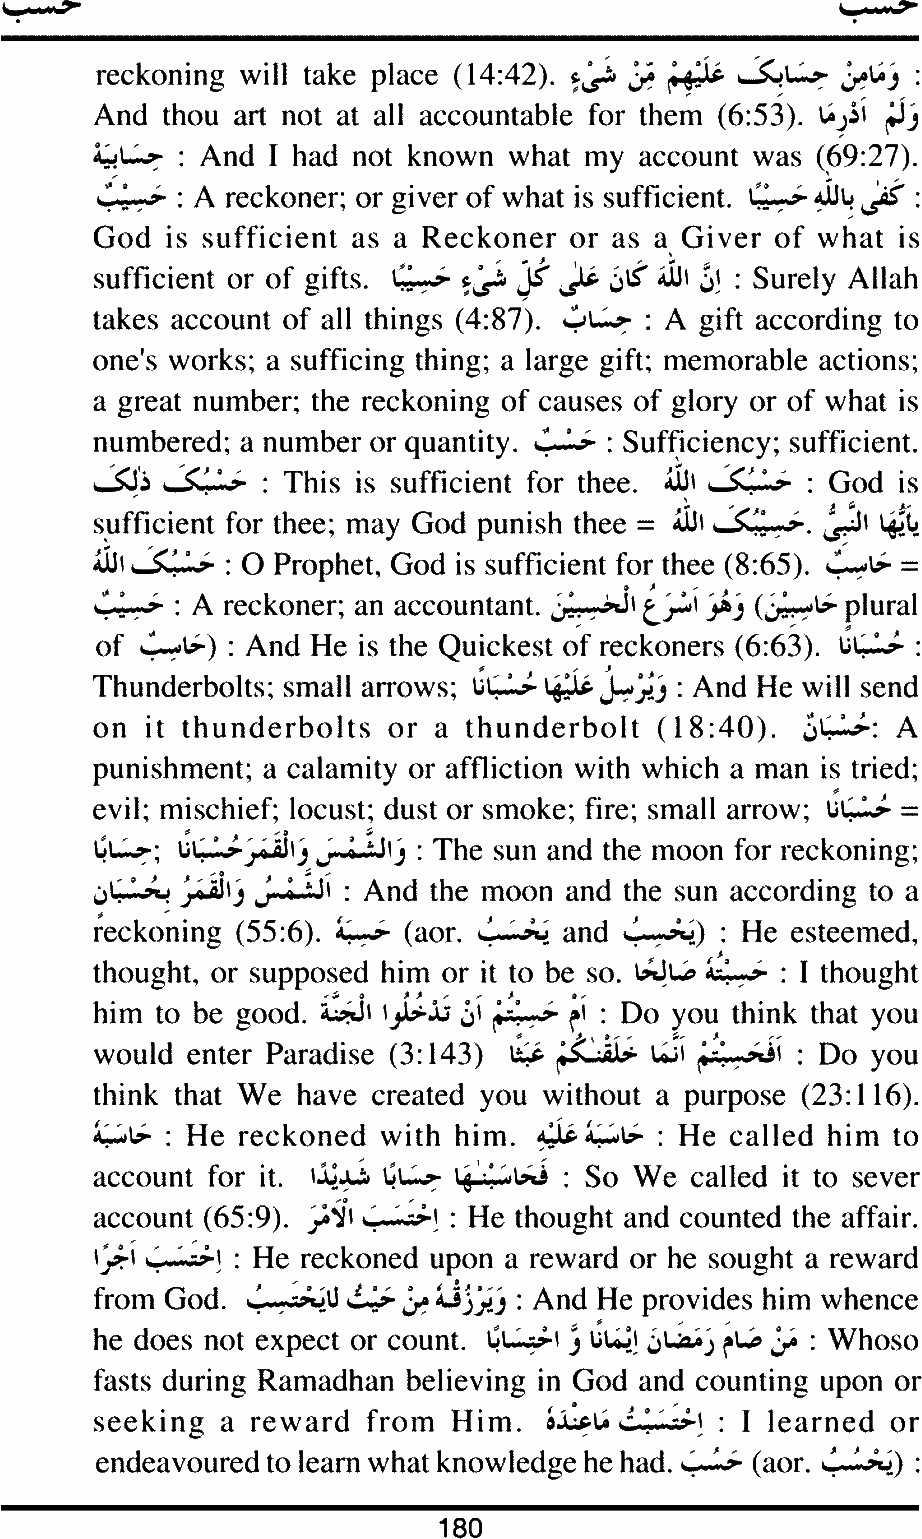 حسب حسب
reckoning will take place (14:42). وَمَامِنْ حِسَابِکَ عَلَيْهِمْ مِّنْ شَىْءٍ :
And thou art not at all accountable for them (6:53). وَلَمْ اَدْرِمَا
حِسَابِيَهْ : And I had not known what my account was (69:27).
حَسِيْبٌ : A reckoner; or giver of what is sufficient. كَفٰى بِاللّٰهِ حَسِيْبًا :
God is sufficient as a Reckoner or as a Giver of what is
sufficient or of gifts. اِنَّ اللّٰهَ كَانَ عَلٰى كُلِّ شَىْءٍ حَسِيْبًا : Surely Allah
takes account of all things (4:87). حِسَابٌ : A gift according to
one's works; a sufficing thing; a large gift; memorable actions;
a great number; the reckoning of causes of glory or of what is
numbered; a number or quantity. حَسْبٌ : Sufficiency; sufficient.
حَسْبُکَ ذٰلِکَ : This is sufficient for thee. حَسْبُکَ اللّٰهُ : God is
sufficient for thee; may God punish thee = حَسِيْبُکَ اللّٰهُ. يٰاَيُّهَا النَّبِىُّ
حَسْبُکَ اللّٰهُ : O Prophet, God is sufficient for thee (8:65). حَاسِبٌ =
حَسِيْبٌ : A reckoner; an accountant. وَهُوَ اَسْرَعُ الْحٰسِبِيْنَ (حَاسِبِيْنَ plural
of حَاسِبٌ) : And He is the Quickest of reckoners (6:63). حُسْبَانًا :
Thunderbolts; small arrows; وَيُرْسِلَ عَلَيْهَا حُسْبَانًا : And He will send
on it thunderbolts or a thunderbolt (18:40). حُسْبَانٌ: A
punishment; a calamity or affliction with which a man is tried;
evil; mischief; locust; dust or smoke; fire; small arrow; حُسْبَانًا =
حِسَابًا; وَالشَّمْسَ وَالْقَمَرَحُسْبَانًا : The sun and the moon for reckoning;
اَلشَّمْسُ وَالْقَمَرُ بِحُسْبَانٍ : And the moon and the sun according to a
reckoning (55:6). حَسِبَهُ (aor. يَحْسَبُ and يَحْسِبُ) : He esteemed,
thought, or supposed him or it to be so. حَسِبْتُهُ صَالِحًا : I thought
him to be good. اَمْ حَسِبْتُمْ اَنْ تَدْخُلُوا الْجَنَّةَ : Do you think that you
would enter Paradise (3:143) اَفَحَسِبْتُمْ اَنَّمَا خَلَقْنٰكُمْ عَبَثًا : Do you
think that We have created you without a purpose (23:116).
حَاسَبَهُ : He reckoned with him. حَاسَبَهُ عَلَيْهِ : He called him to
account for it. فَحَاسَبْنٰهَا حِسَابًا شَدِيْدًا : So We called it to sever
account (65:9). اِحْتَسَبَ الْاَمْرَ : He thought and counted the affair.
اِحْتَسَبَ اَجْرًا : He reckoned upon a reward or he sought a reward
from God. وَيَرْزُقْهُ مِنْ حَيْثُ لَايَحْتَسِبُ : And He provides him whence
he does not expect or count. مَنْ صَامَ رَمَضَانَ اِيْمَانًا وَّ احْتِسَابًا : Whoso
fasts during Ramadhan believing in God and counting upon or
seeking a reward from Him. اِحْتَسَبْتُ مَاعِنْدَهُ : I learned or
endeavoured to learn what knowledge he had. حَسُبَ (aor. يَحْسُبُ) :
180